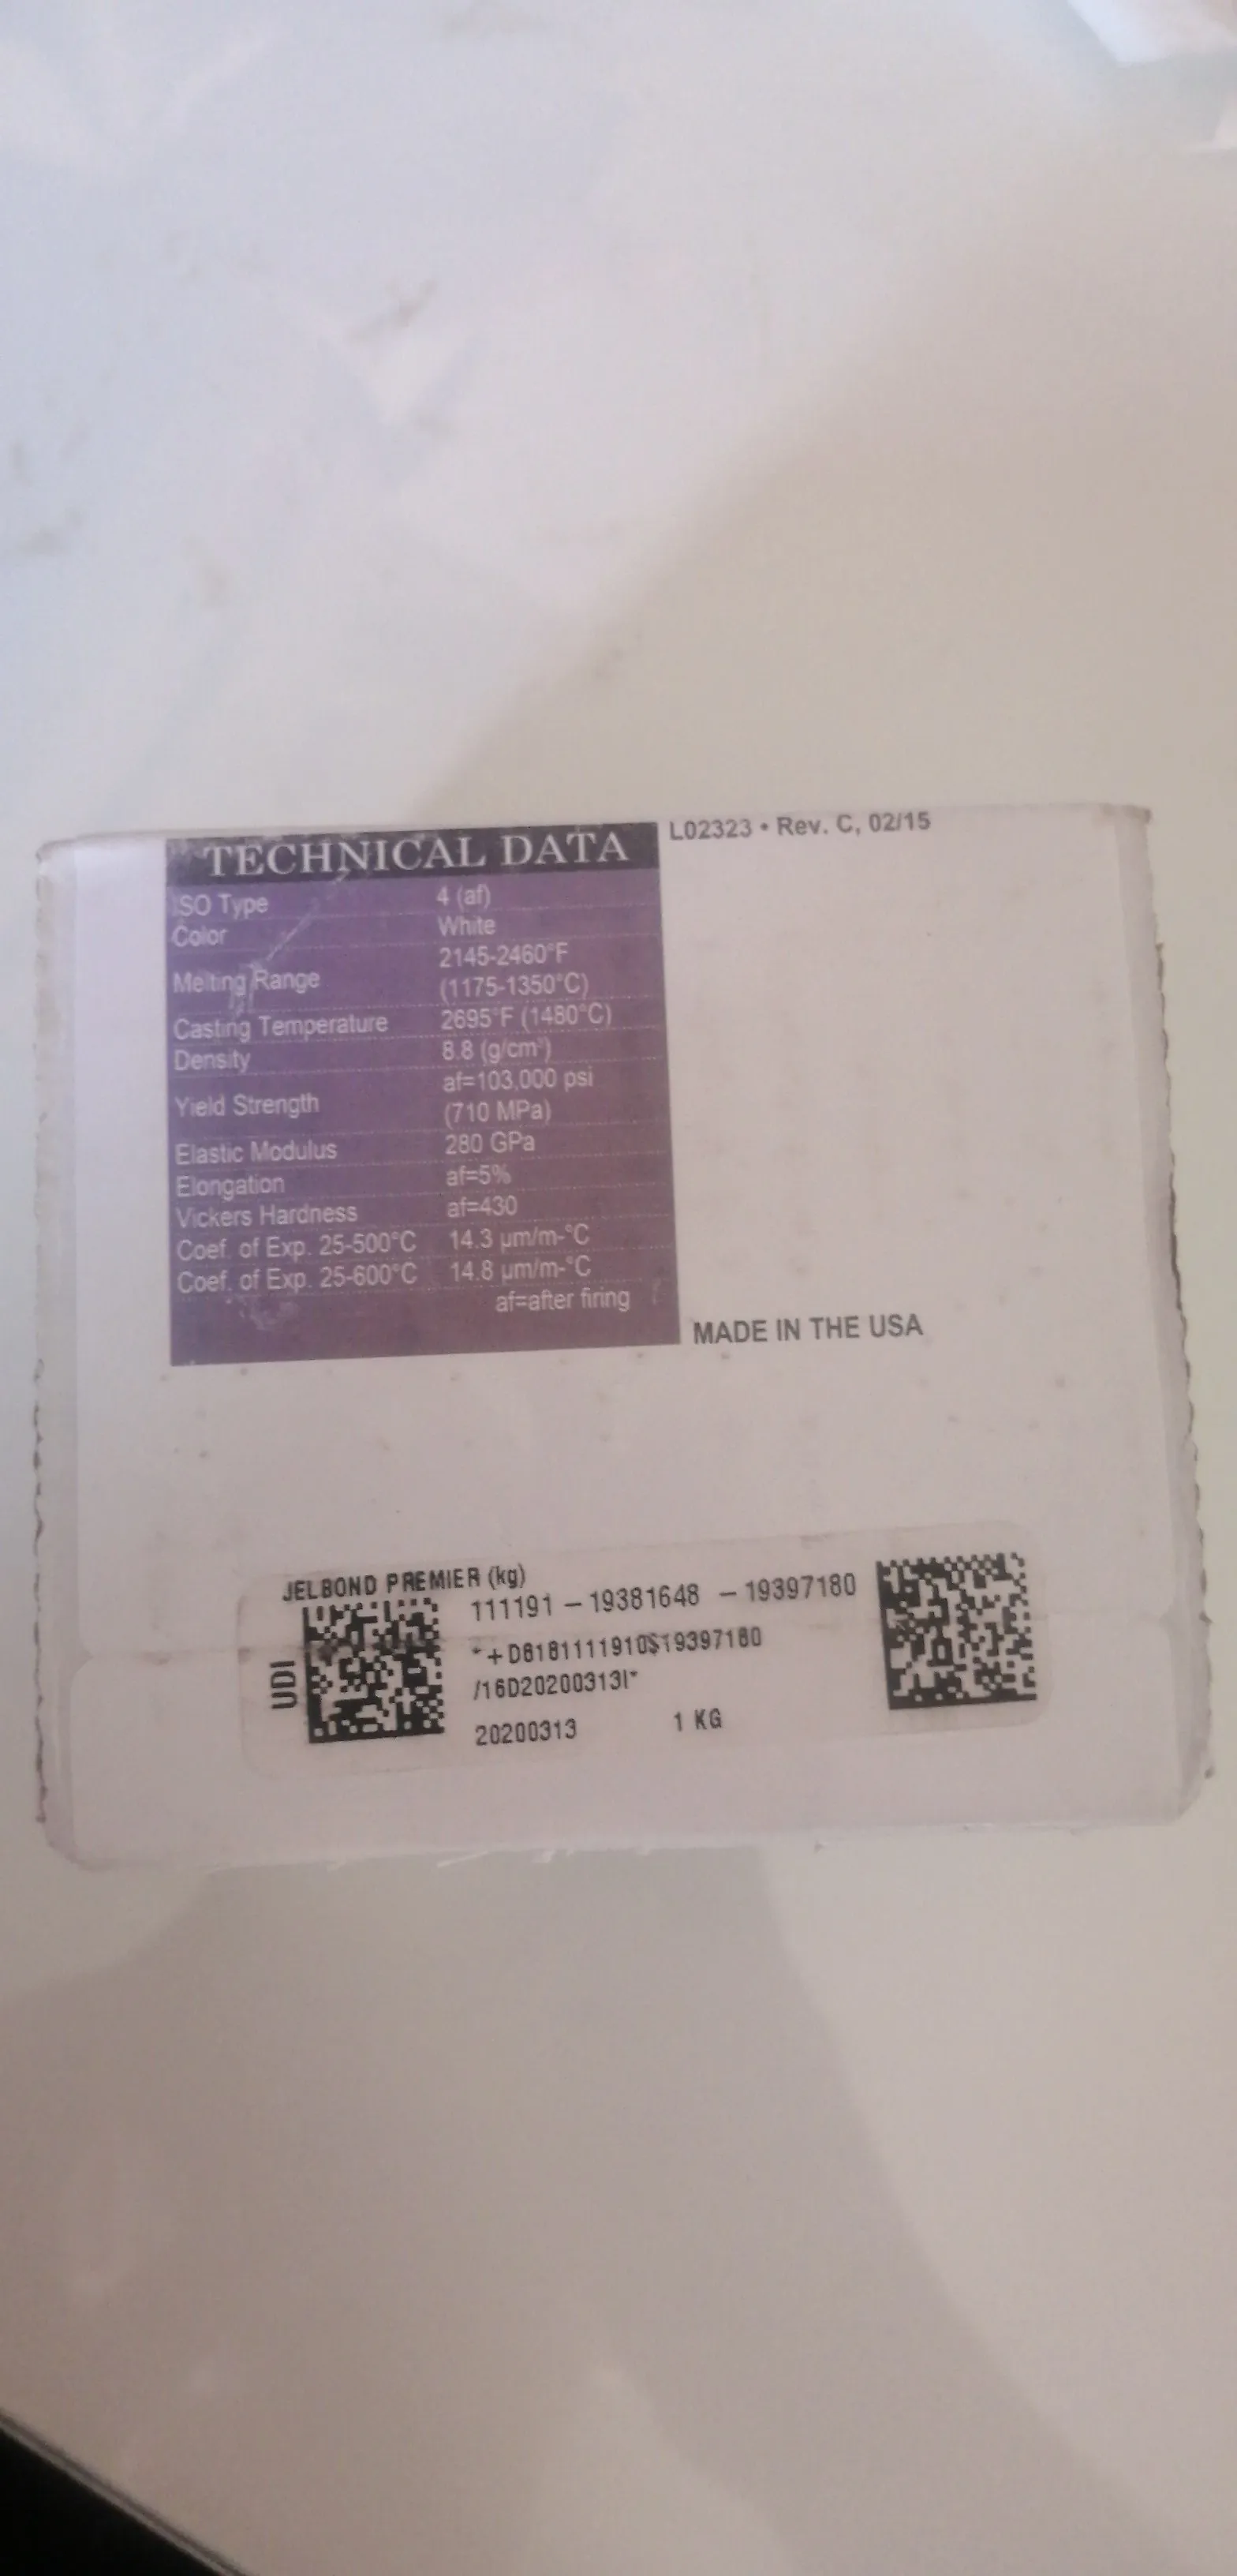 TECHNICAL DATA
L02323 • Rev. C, 02/15
ISO Type 4 (af)
Color White
Melting Range 2145-2460°F
(1175-1350°C)
Casting Temperature 2695°F (1480°C)
Density 8.8 (g/cm³)
Yield Strength af=103,000 psi
(710 MPa)
Elastic Modulus 280 GPa
Elongation af=5%
Vickers Hardness af=430
Coef. of Exp. 25-500°C 14.3 µm/m-°C
Coef. of Exp. 25-600°C 14.8 µm/m-°C
af=after firing
MADE IN THE USA
JELBOND PREMIER (kg)
111191 – 19381648 – 19397180
UDI
*+D8181111910$19397180
/16D20200313I*
20200313 1 KG